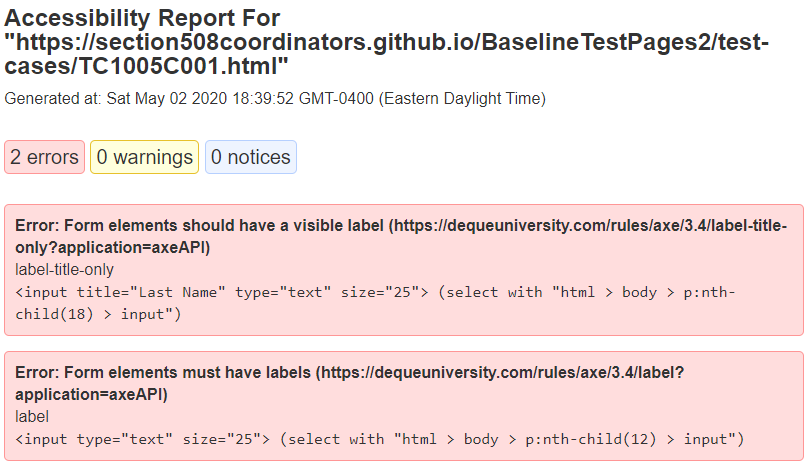 Accessibility Report For
"https://section508coordinators.github.io/BaselineTestPages2/test-
cases/TC1005C001.html"
Generated at: Sat May 02 2020 18:39:52 GMT-0400 (Eastern Daylight Time)
2 errors 0 warnings 0 notices
Error: Form elements should have a visible label (https://dequeuniversity.com/rules/axe/3.4/label-title-
only?application=axeAPI)
label-title-only
<input title="Last Name" type="text" size="25"> (select with "html > body > p:nth-
child(18) > input")
Error: Form elements must have labels (https://dequeuniversity.com/rules/axe/3.4/label?
application=axeAPI)
label
<input type="text" size="25"> (select with "html > body > p:nth-child(12) > input")